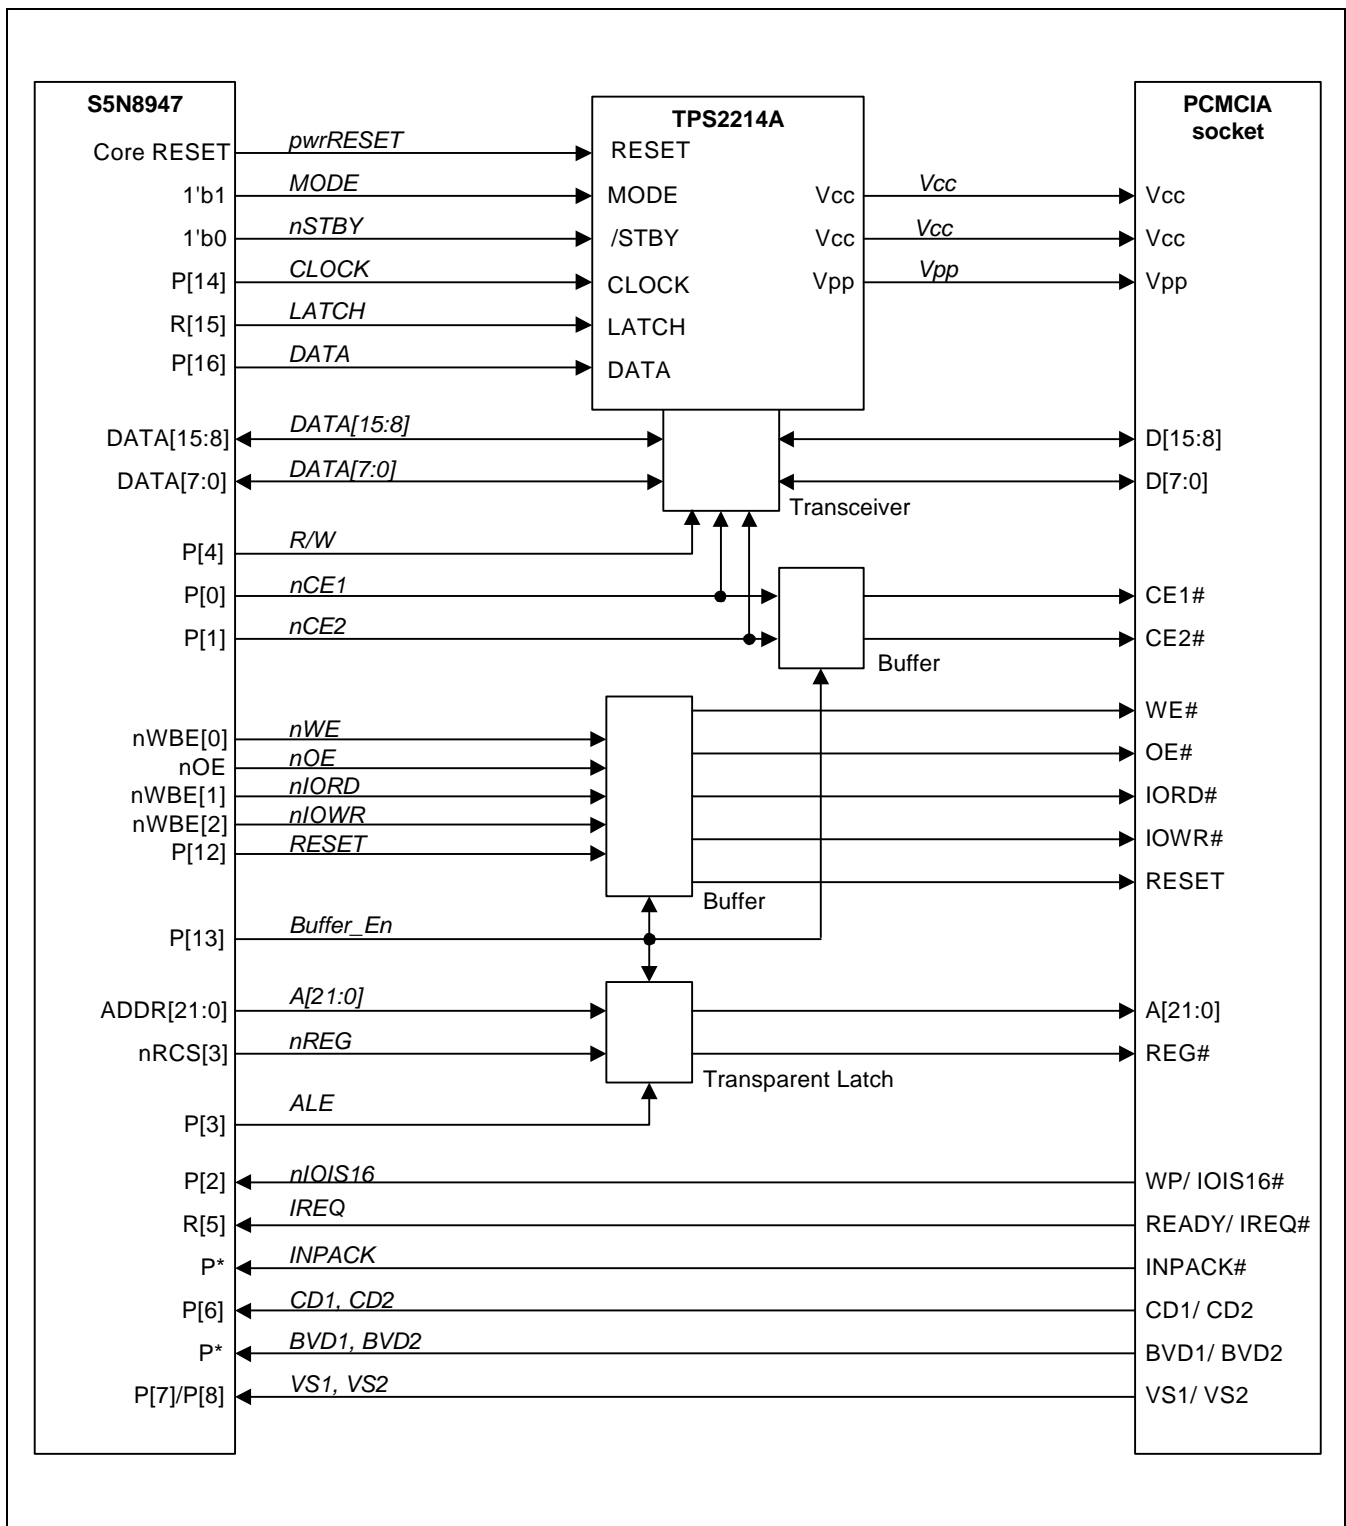 S5N8947
TPS2214A
PCMCIA
socket
Core RESET pwrRESET RESET
1'b1 MODE MODE Vcc Vcc Vcc
1'b0 nSTBY /STBY Vcc Vcc Vcc
P[14] CLOCK CLOCK Vpp Vpp Vpp
R[15] LATCH LATCH
P[16] DATA DATA
DATA[15:8] DATA[15:8] D[15:8]
DATA[7:0] DATA[7:0] D[7:0]
Transceiver
P[4] R/W
P[0] nCE1 CE1#
P[1] nCE2 CE2#
Buffer
WE#
nWBE[0] nWE
OE#
nOE nOE
nWBE[1] nIORD IORD#
nWBE[2] nIOWR
IOWR#
P[12] RESET
RESET
Buffer
P[13] Buffer_En
ADDR[21:0] A[21:0] A[21:0]
nRCS[3] nREG REG#
Transparent Latch
P[3] ALE
P[2] nIOIS16 WP/ IOIS16#
R[5] IREQ READY/ IREQ#
P* INPACK INPACK#
P[6] CD1, CD2 CD1/ CD2
P* BVD1, BVD2 BVD1/ BVD2
P[7]/P[8] VS1, VS2 VS1/ VS2